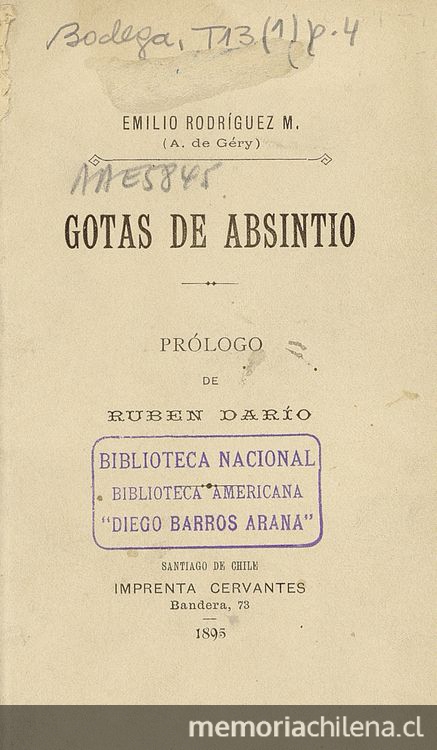 Bodega, T13(1) p. 4
EMILIO RODRÍGUEZ M.
(A. de Géry)
AAE5845
GOTAS DE ABSINTIO
PRÓLOGO
DE
RUBEN DARÍO
BIBLIOTECA NACIONAL
BIBLIOTECA AMERICANA
"DIEGO BARROS ARANA"
SANTIAGO DE CHILE
IMPRENTA CERVANTES
Bandera, 73
1895
memoriachilena.cl